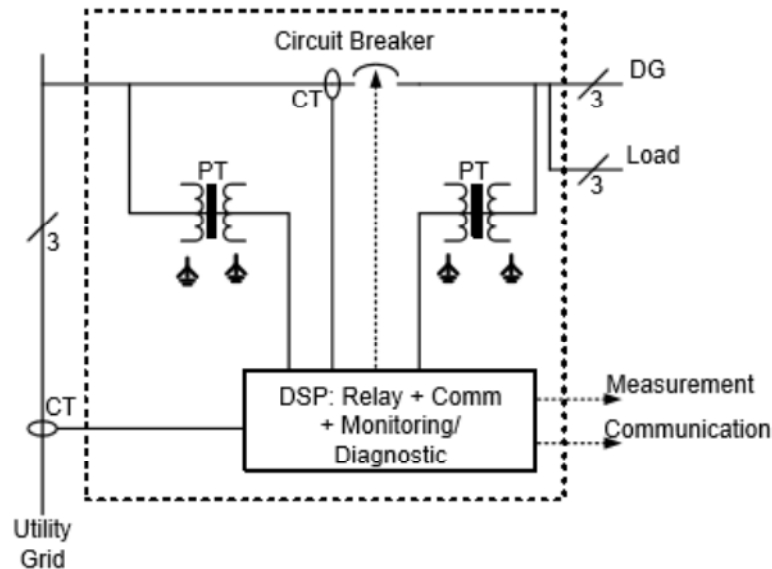 Circuit Breaker
DG
CT
3
Load
PT
PT
3
3
DSP: Relay + Comm
+ Monitoring/
Diagnostic
Measurement
CT
Communication
Utility
Grid